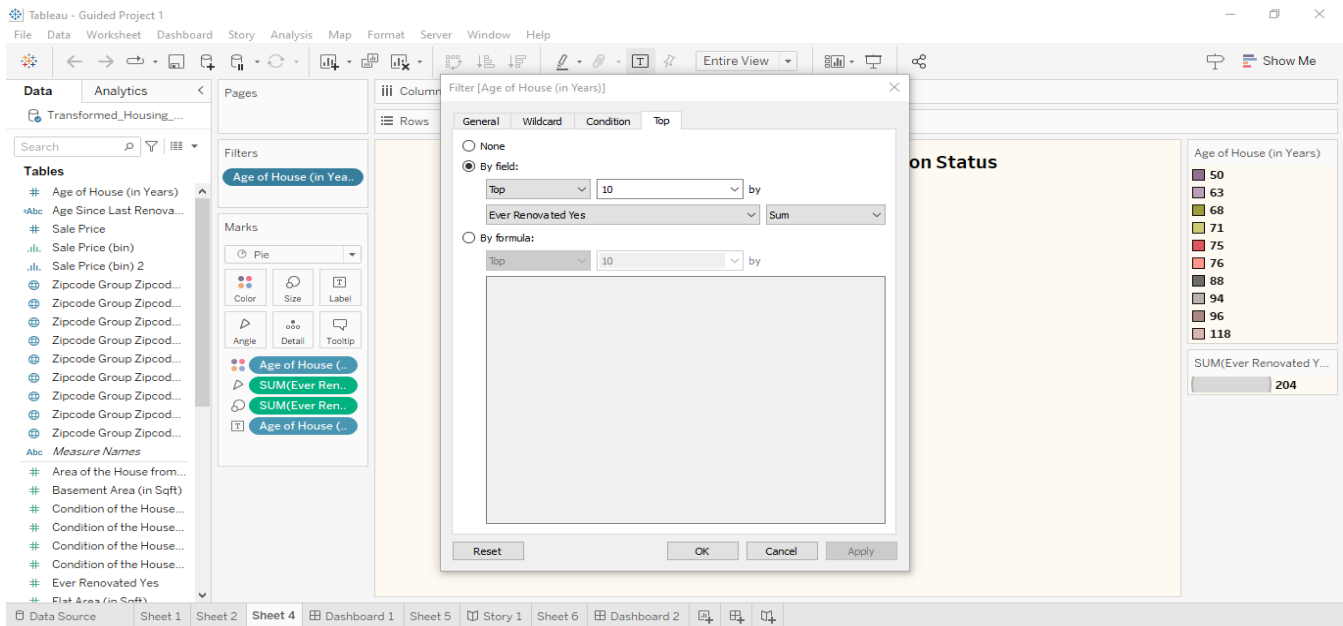 Tableau - Guided Project 1
File Data Worksheet Dashboard Story Analysis Map Format Server Window Help
Entire View
Show Me
Data Analytics
Transformed_Housing_...
Search
Tables
Age of House (in Years)
Abc Age Since Last Renova...
Sale Price
Sale Price (bin)
Sale Price (bin) 2
Zipcode Group Zipcod...
Zipcode Group Zipcod...
Zipcode Group Zipcod...
Zipcode Group Zipcod...
Zipcode Group Zipcod...
Zipcode Group Zipcod...
Zipcode Group Zipcod...
Zipcode Group Zipcod...
Zipcode Group Zipcod...
Abc Measure Names
Area of the House from...
Basement Area (in Sqft)
Condition of the House...
Condition of the House...
Condition of the House...
Condition of the House...
Ever Renovated Yes
Flat Area (in Sqft)
Pages
Filters
Age of House (in Yea..
Marks
Pie
Color Size Label
Angle Detail Tooltip
Age of House (..
SUM(Ever Ren..
SUM(Ever Ren..
Age of House (..
Column
Rows
on Status
Filter [Age of House (in Years)]
General Wildcard Condition Top
None
By field:
Top 10 by
Ever Renovated Yes Sum
By formula:
Top 10 by
Reset OK Cancel Apply
Age of House (in Years)
50
63
68
71
75
76
88
94
96
118
SUM(Ever Renovated Y...
204
Data Source Sheet 1 Sheet 2 Sheet 4 Dashboard 1 Sheet 5 Story 1 Sheet 6 Dashboard 2